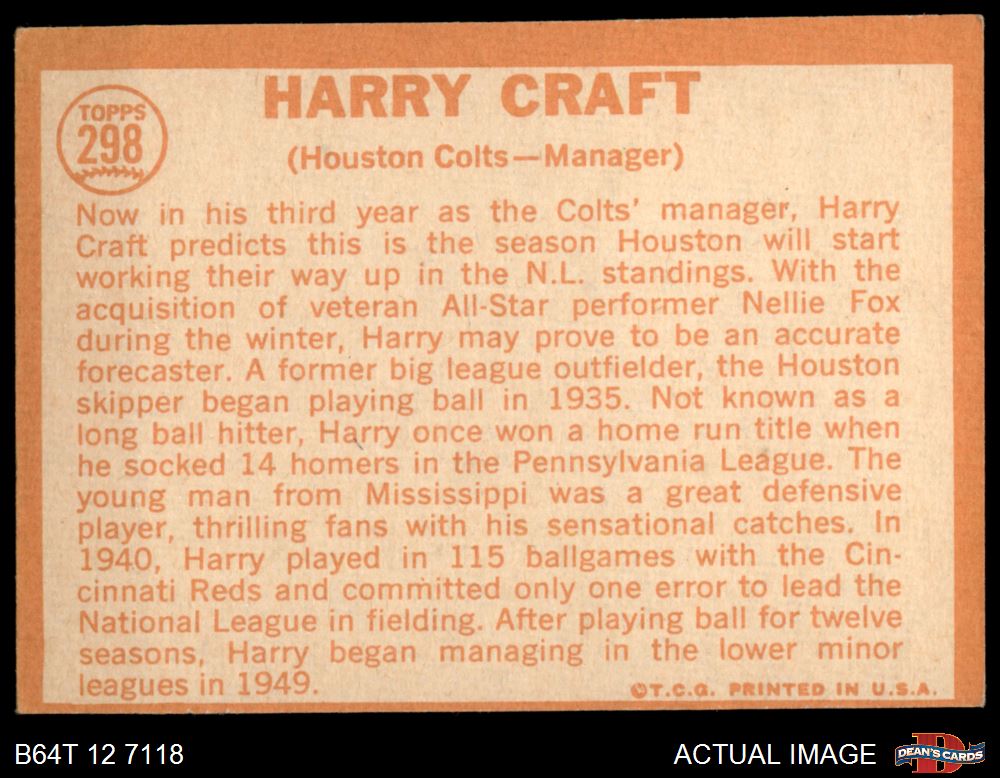 TOPPS
298
HARRY CRAFT
(Houston Colts—Manager)
Now in his third year as the Colts' manager, Harry
Craft predicts this is the season Houston will start
working their way up in the N.L. standings. With the
acquisition of veteran All-Star performer Nellie Fox
during the winter, Harry may prove to be an accurate
forecaster. A former big league outfielder, the Houston
skipper began playing ball in 1935. Not known as a
long ball hitter, Harry once won a home run title when
he socked 14 homers in the Pennsylvania League. The
young man from Mississippi was a great defensive
player, thrilling fans with his sensational catches. In
1940, Harry played in 115 ballgames with the Cin-
cinnati Reds and committed only one error to lead the
National League in fielding. After playing ball for twelve
seasons, Harry began managing in the lower minor
leagues in 1949.
©T.C.G. PRINTED IN U.S.A.
B64T 12 7118
ACTUAL IMAGE
DEAN'S CARDS